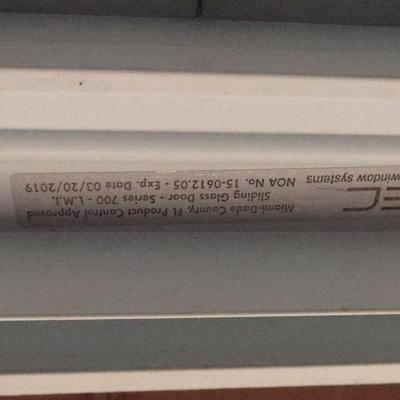 EC
window systems
Miami-Dade County, FL Product Control Approved
Sliding Glass Door - Series 700 - L.M.I.
NOA No. 15-0612.05 - Exp. Date 03/20/2019